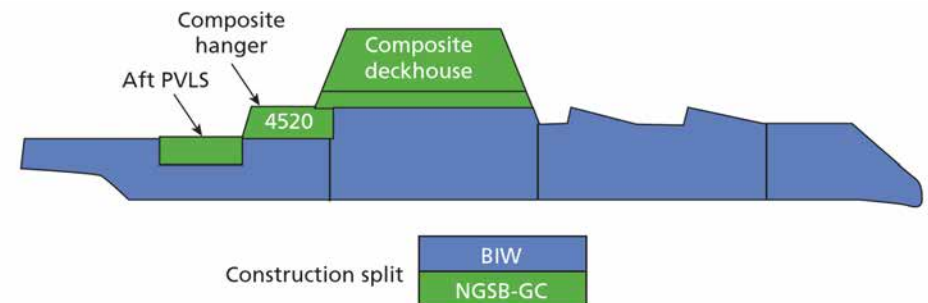 Composite
hanger
Aft PVLS
Composite
deckhouse
4520
Construction split
BIW
NGSB-GC